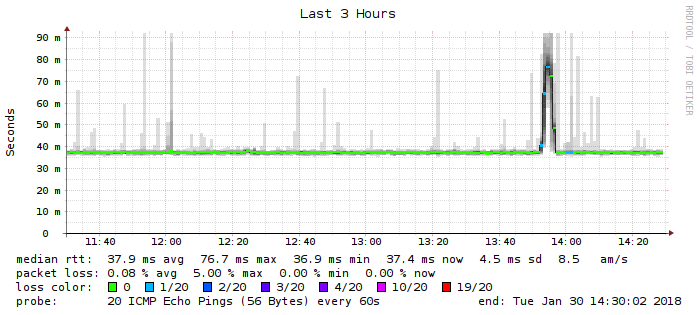 Last 3 Hours
RRDTOOL / TOBI OETIKER
Seconds
90 m
80 m
70 m
60 m
50 m
40 m
30 m
20 m
10 m
0
11:40 12:00 12:20 12:40 13:00 13:20 13:40 14:00 14:20
median rtt: 37.9 ms avg 76.7 ms max 36.9 ms min 37.4 ms now 4.5 ms sd 8.5 am/s
packet loss: 0.08 % avg 5.00 % max 0.00 % min 0.00 % now
loss color: 0 1/20 2/20 3/20 4/20 10/20 19/20
probe: 20 ICMP Echo Pings (56 Bytes) every 60s end: Tue Jan 30 14:30:02 2018